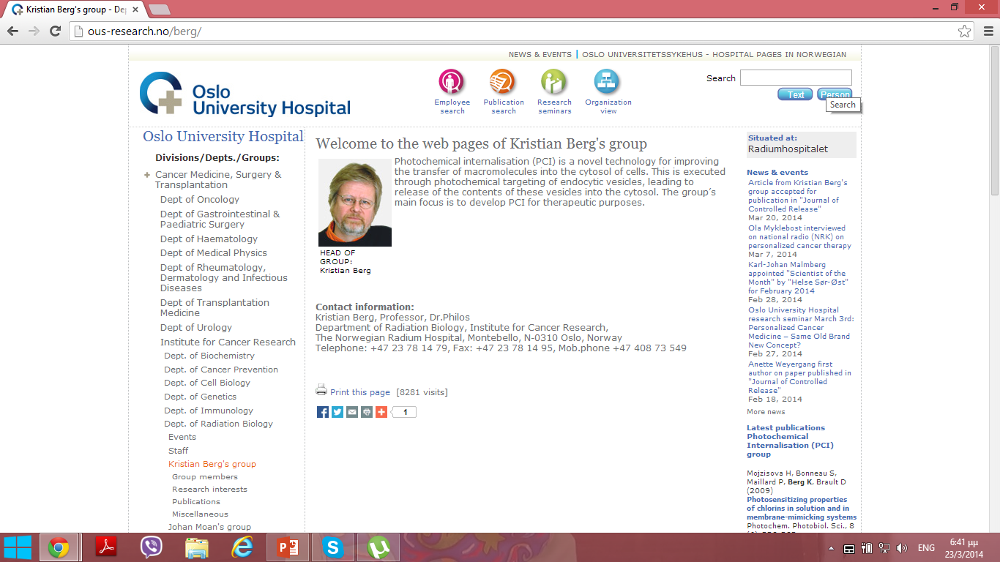 Kristian Berg's group - De
ous-research.no/berg/
NEWS & EVENTS | OSLO UNIVERSITETSSYKEHUS - HOSPITAL PAGES IN NORWEGIAN
Oslo
University Hospital
Employee
search
Publication
search
Research
seminars
Organization
view
Search
Text Person
Search
Oslo University Hospital
Divisions/Depts./Groups:
Cancer Medicine, Surgery &
Transplantation
Dept of Oncology
Dept of Gastrointestinal &
Paediatric Surgery
Dept of Haematology
Dept of Medical Physics
Dept of Rheumatology,
Dermatology and Infectious
Diseases
Dept of Transplantation
Medicine
Dept of Urology
Institute for Cancer Research
Dept. of Biochemistry
Dept. of Cancer Prevention
Dept. of Cell Biology
Dept. of Genetics
Dept. of Immunology
Dept. of Radiation Biology
Events
Staff
Kristian Berg's group
Group members
Research interests
Publications
Miscellaneous
Johan Moan's group
Welcome to the web pages of Kristian Berg's group
Photochemical internalisation (PCI) is a novel technology for improving
the transfer of macromolecules into the cytosol of cells. This is executed
through photochemical targeting of endocytic vesicles, leading to
release of the contents of these vesicles into the cytosol. The group's
main focus is to develop PCI for therapeutic purposes.
HEAD OF
GROUP:
Kristian Berg
Contact information:
Kristian Berg, Professor, Dr.Philos
Department of Radiation Biology, Institute for Cancer Research,
The Norwegian Radium Hospital, Montebello, N-0310 Oslo, Norway
Telephone: +47 23 78 14 79, Fax: +47 23 78 14 95, Mob.phone +47 408 73 549
Print this page [8281 visits]
1
Situated at:
Radiumhospitalet
News & events
Article from Kristian Berg's
group accepted for
publication in "Journal of
Controlled Release"
Mar 20, 2014
Ola Myklebost interviewed
on national radio (NRK) on
personalized cancer therapy
Mar 7, 2014
Karl-Johan Malmberg
appointed "Scientist of the
Month" by "Helse Sør-Øst"
for February 2014
Feb 28, 2014
Oslo University Hospital
research seminar March 3rd:
Personalized Cancer
Medicine – Same Old Brand
New Concept?
Feb 27, 2014
Anette Weyergang first
author on paper published in
"Journal of Controlled
Release"
Feb 18, 2014
More news
Latest publications
Photochemical
Internalisation (PCI)
group
Mojzisova H, Bonneau S,
Maillard P, Berg K, Brault D
(2009)
Photosensitizing properties
of chlorins in solution and in
membrane-mimicking systems
Photochem. Photobiol. Sci., 8
ENG
6:41 μμ
23/3/2014